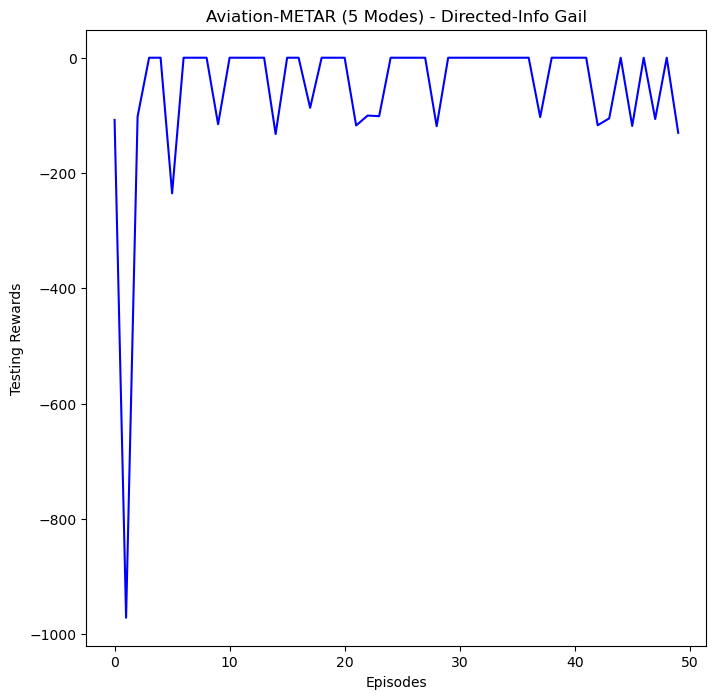 Aviation-METAR (5 Modes) - Directed-Info Gail
0
−200
−400
−600
−800
−1000
Testing Rewards
0 10 20 30 40 50
Episodes